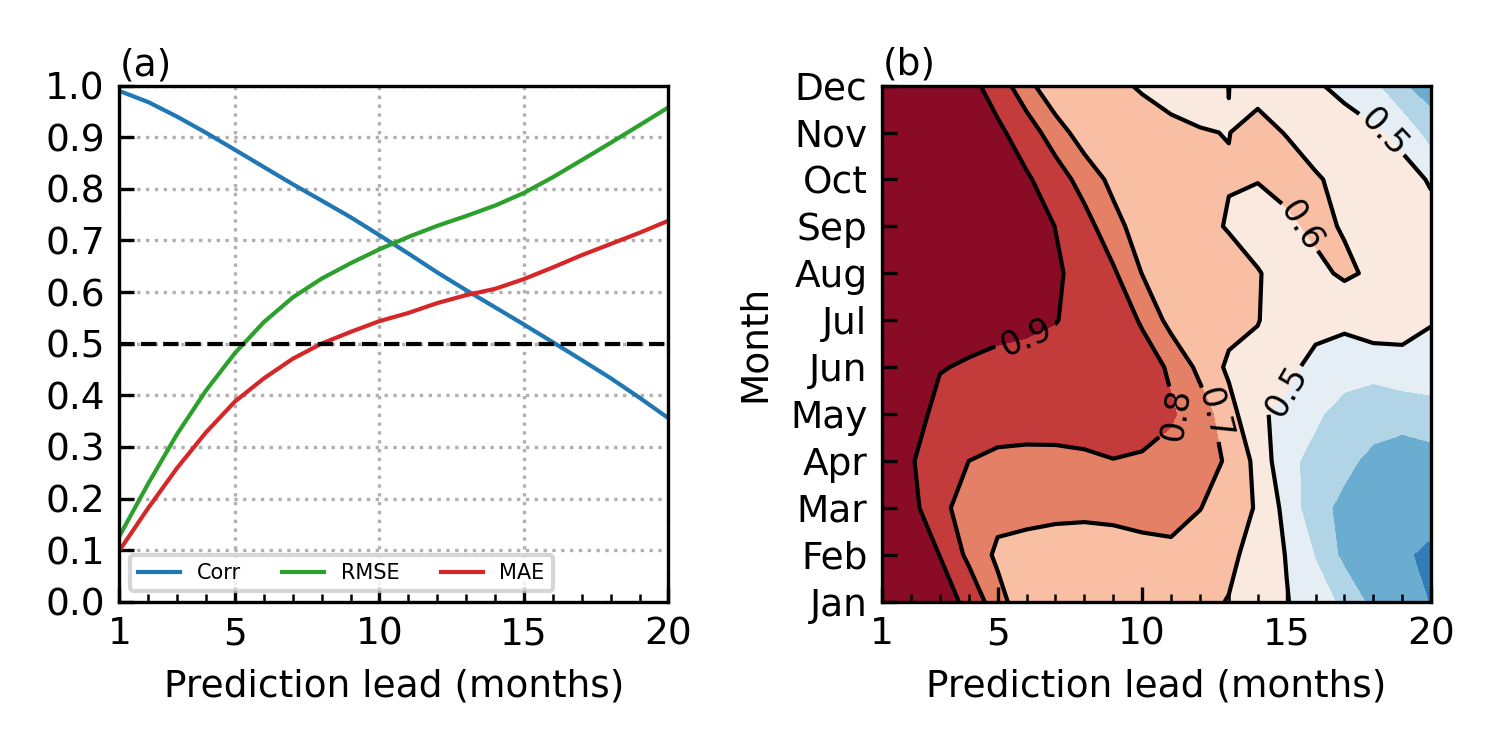 (a)
1.0
0.9
0.8
0.7
0.6
0.5
0.4
0.3
0.2
0.1
0.0
Corr RMSE MAE
1 5 10 15 20
Prediction lead (months)
(b)
Month
Dec
Nov
Oct
Sep
Aug
Jul
Jun
May
Apr
Mar
Feb
Jan
0.5
0.6
0.9
0.5
0.8
0.7
1 5 10 15 20
Prediction lead (months)